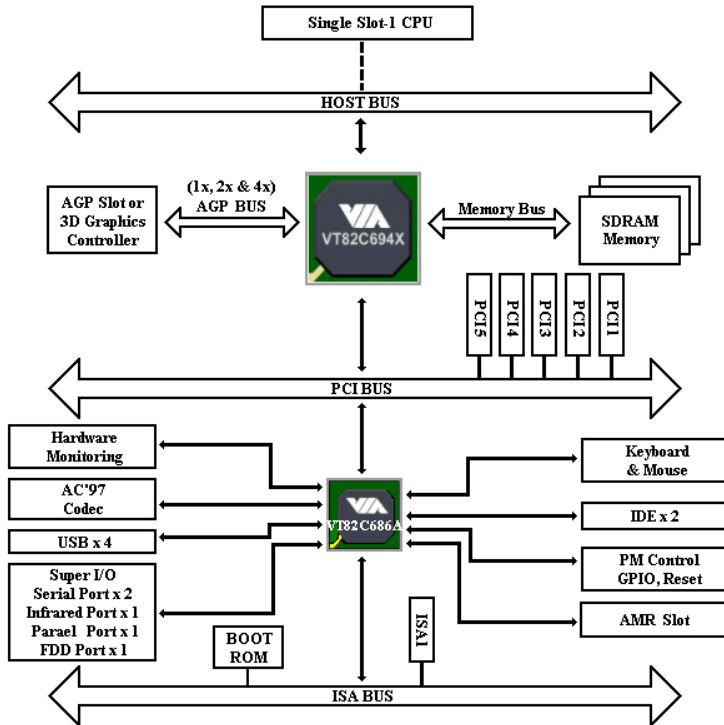 Single Slot-1 CPU
HOST BUS
AGP Slot or
3D Graphics
Controller
(1x, 2x & 4x)
AGP BUS
VIA
VT82C694X
Memory Bus
SDRAM
Memory
PCI5
PCI4
PCI3
PCI2
PCI1
PCI BUS
Hardware
Monitoring
AC'97
Codec
USB x 4
Super I/O
Serial Port x 2
Infrared Port x 1
Parael Port x 1
FDD Port x 1
VIA
VT82C686A
Keyboard
& Mouse
IDE x 2
PM Control
GPIO, Reset
AMR Slot
BOOT
ROM
ISA1
ISA BUS